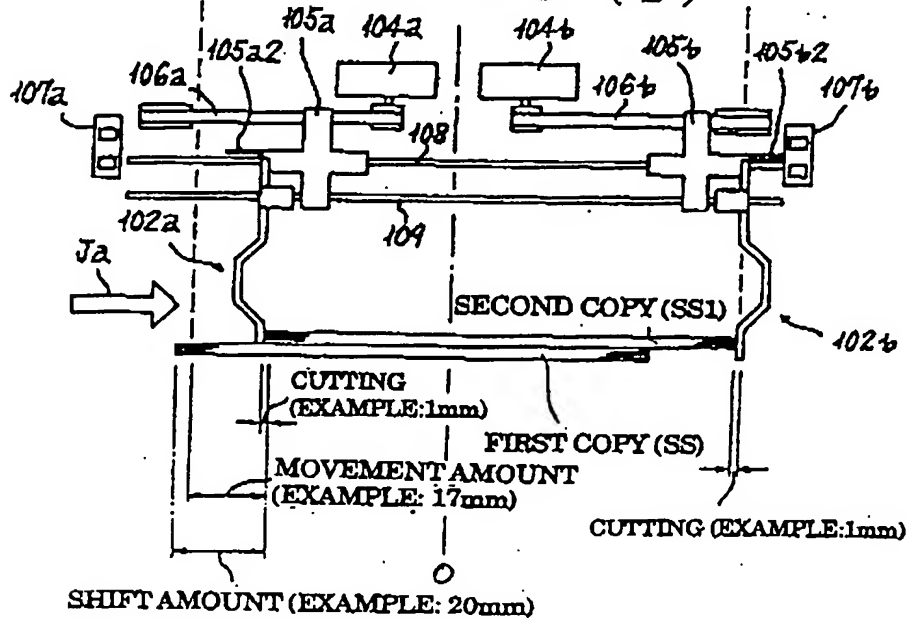 105a
104a
104b
105b
105a2
105b2
106a
106b
107a
107b
108
109
102a
Ja
SECOND COPY (SS1)
102b
CUTTING
(EXAMPLE:1mm)
FIRST COPY (SS)
MOVEMENT AMOUNT
(EXAMPLE: 17mm)
CUTTING (EXAMPLE:1mm)
O
SHIFT AMOUNT (EXAMPLE: 20mm)